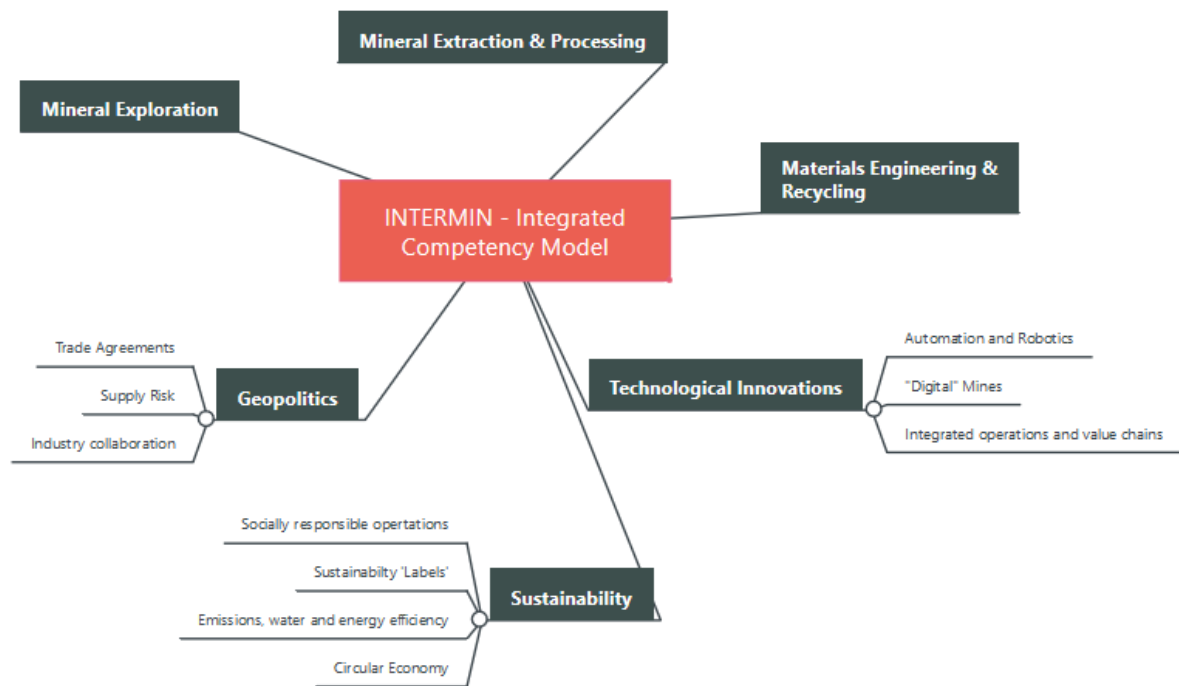 Mineral Extraction & Processing
Mineral Exploration
Materials Engineering &
Recycling
INTERMIN - Integrated
Competency Model
Trade Agreements
Supply Risk
Industry collaboration
Geopolitics
Technological Innovations
Automation and Robotics
"Digital" Mines
Integrated operations and value chains
Socially responsible opertations
Sustainabilty 'Labels'
Emissions, water and energy efficiency
Circular Economy
Sustainability